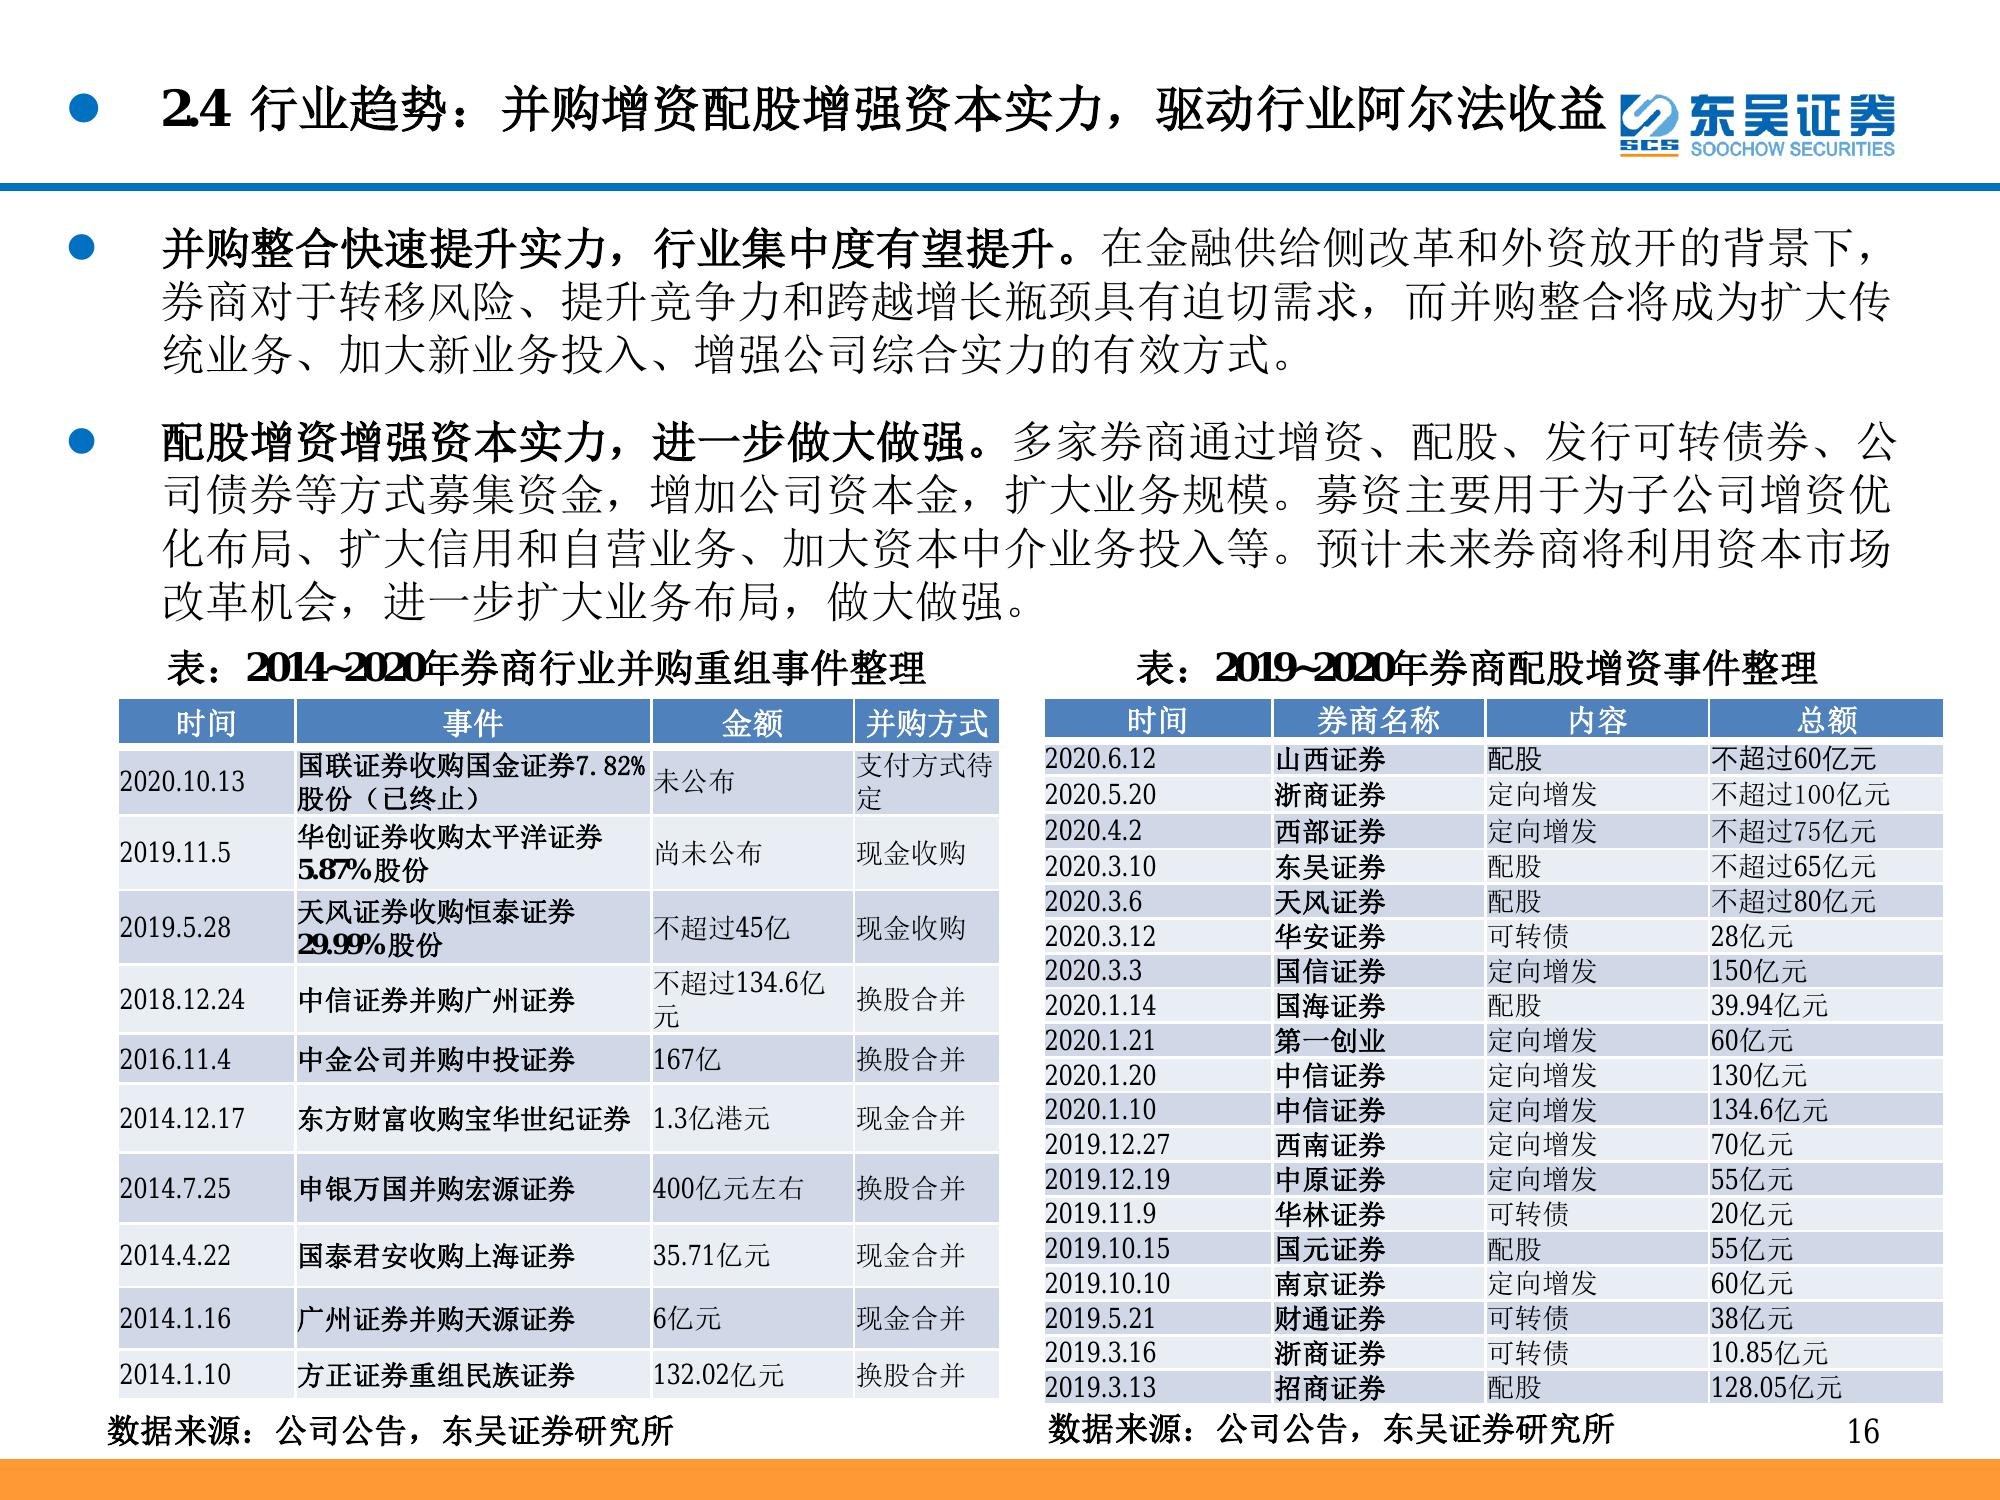 2.4 行业趋势：并购增资配股增强资本实力，驱动行业阿尔法收益
东吴证券
SCS
SOOCHOW SECURITIES
并购整合快速提升实力，行业集中度有望提升。在金融供给侧改革和外资放开的背景下，
券商对于转移风险、提升竞争力和跨越增长瓶颈具有迫切需求，而并购整合将成为扩大传
统业务、加大新业务投入、增强公司综合实力的有效方式。
配股增资增强资本实力，进一步做大做强。多家券商通过增资、配股、发行可转债券、公
司债券等方式募集资金，增加公司资本金，扩大业务规模。募资主要用于为子公司增资优
化布局、扩大信用和自营业务、加大资本中介业务投入等。预计未来券商将利用资本市场
改革机会，进一步扩大业务布局，做大做强。
表：2014~2020年券商行业并购重组事件整理
时间 事件 金额 并购方式
2020.10.13 国联证券收购国金证券7.82%股份（已终止） 未公布 支付方式待定
2019.11.5 华创证券收购太平洋证券5.87%股份 尚未公布 现金收购
2019.5.28 天风证券收购恒泰证券29.99%股份 不超过45亿 现金收购
2018.12.24 中信证券并购广州证券 不超过134.6亿元 换股合并
2016.11.4 中金公司并购中投证券 167亿 换股合并
2014.12.17 东方财富收购宝华世纪证券 1.3亿港元 现金合并
2014.7.25 申银万国并购宏源证券 400亿元左右 换股合并
2014.4.22 国泰君安收购上海证券 35.71亿元 现金合并
2014.1.16 广州证券并购天源证券 6亿元 现金合并
2014.1.10 方正证券重组民族证券 132.02亿元 换股合并
数据来源：公司公告，东吴证券研究所
表：2019~2020年券商配股增资事件整理
时间 券商名称 内容 总额
2020.6.12 山西证券 配股 不超过60亿元
2020.5.20 浙商证券 定向增发 不超过100亿元
2020.4.2 西部证券 定向增发 不超过75亿元
2020.3.10 东吴证券 配股 不超过65亿元
2020.3.6 天风证券 配股 不超过80亿元
2020.3.12 华安证券 可转债 28亿元
2020.3.3 国信证券 定向增发 150亿元
2020.1.14 国海证券 配股 39.94亿元
2020.1.21 第一创业 定向增发 60亿元
2020.1.20 中信证券 定向增发 130亿元
2020.1.10 中信证券 定向增发 134.6亿元
2019.12.27 西南证券 定向增发 70亿元
2019.12.19 中原证券 定向增发 55亿元
2019.11.9 华林证券 可转债 20亿元
2019.10.15 国元证券 配股 55亿元
2019.10.10 南京证券 定向增发 60亿元
2019.5.21 财通证券 可转债 38亿元
2019.3.16 浙商证券 可转债 10.85亿元
2019.3.13 招商证券 配股 128.05亿元
数据来源：公司公告，东吴证券研究所
16